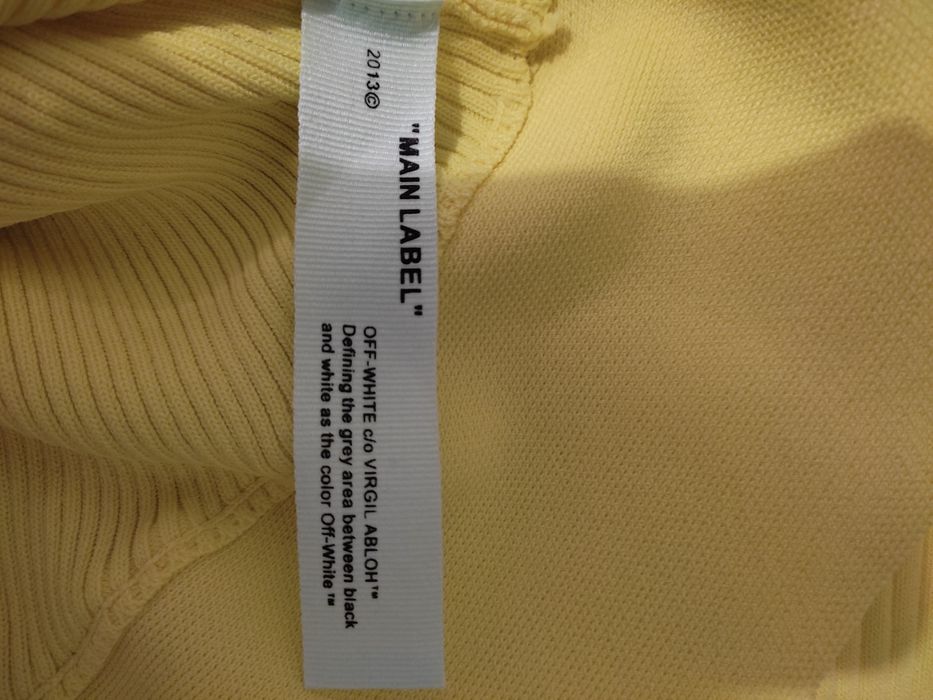 2013©
"MAIN LABEL"
OFF-WHITE c/o VIRGIL ABLOH™
Defining the grey area between black
and white as the color Off-White™